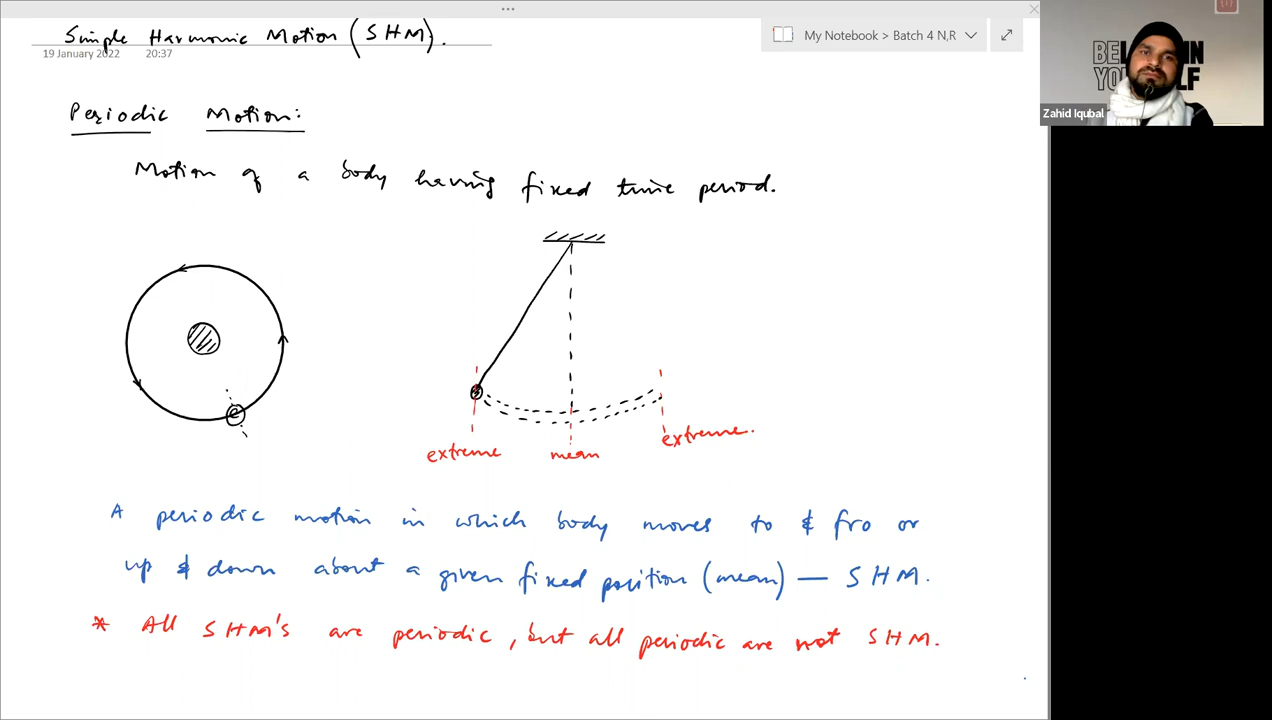 Simple Harmonic Motion (SHM).
19 January 2022 20:37
My Notebook > Batch 4 N,R
Zahid Iqubal
Periodic Motion:
Motion of a body having fixed time period.
extreme mean extreme.
A periodic motion in which body moves to & fro or
up & down about a given fixed position (mean) — SHM.
* All SHM's are periodic, but all periodic are not SHM.